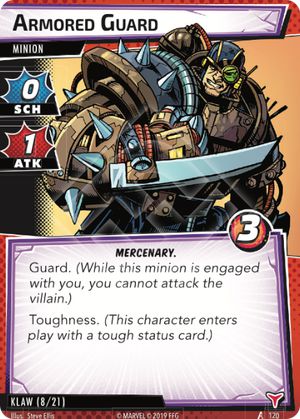 ARMORED GUARD
MINION
0
SCH
1
ATK
3
MERCENARY.
Guard. (While this minion is engaged
with you, you cannot attack the
villain.)
Toughness. (This character enters
play with a tough status card.)
KLAW (8/21)
Illus. Steve Ellis
© MARVEL © 2019 FFG
A 120